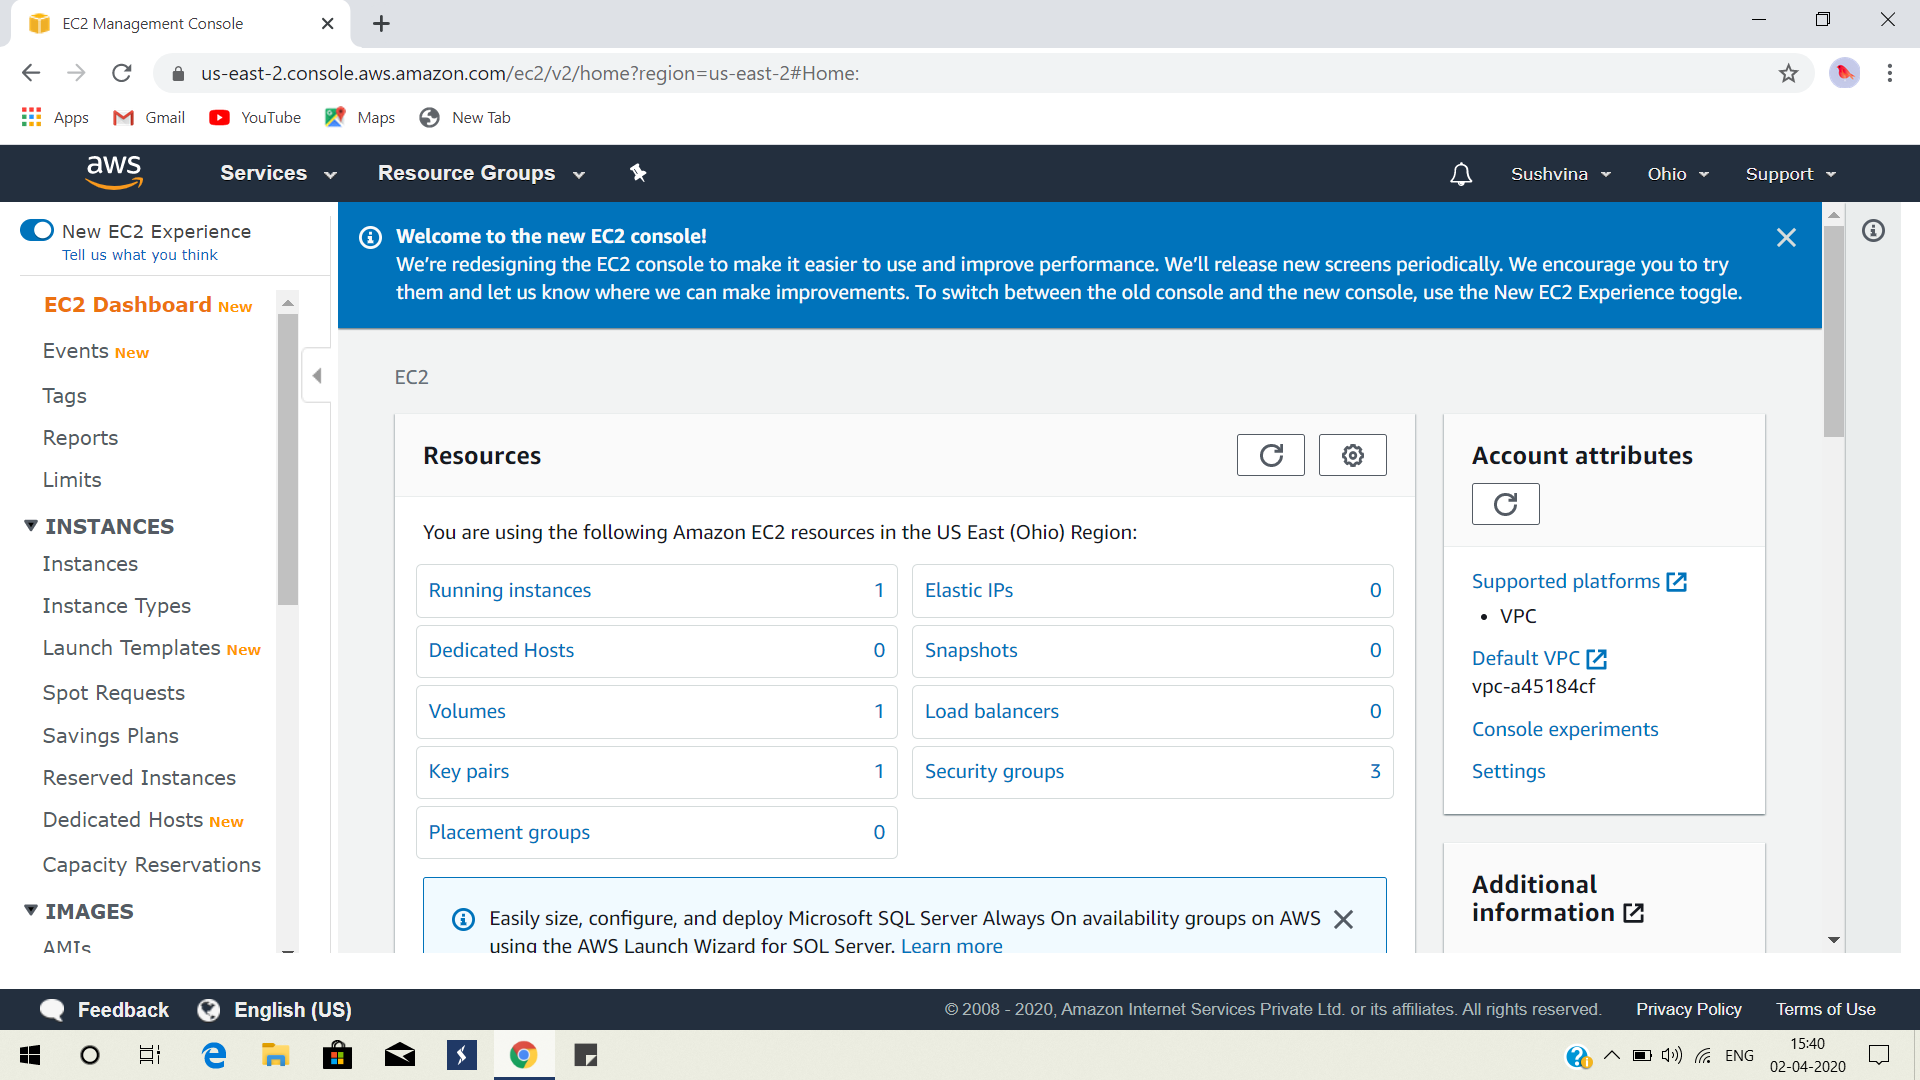 EC2 Management Console
us-east-2.console.aws.amazon.com/ec2/v2/home?region=us-east-2#Home:
Apps Gmail YouTube Maps New Tab
aws Services Resource Groups Sushvina Ohio Support
New EC2 Experience
Tell us what you think
EC2 Dashboard New
Events New
Tags
Reports
Limits
INSTANCES
Instances
Instance Types
Launch Templates New
Spot Requests
Savings Plans
Reserved Instances
Dedicated Hosts New
Capacity Reservations
IMAGES
AMIs
Welcome to the new EC2 console!
We’re redesigning the EC2 console to make it easier to use and improve performance. We’ll release new screens periodically. We encourage you to try
them and let us know where we can make improvements. To switch between the old console and the new console, use the New EC2 Experience toggle.
EC2
Resources
You are using the following Amazon EC2 resources in the US East (Ohio) Region:
Running instances 1
Elastic IPs 0
Dedicated Hosts 0
Snapshots 0
Volumes 1
Load balancers 0
Key pairs 1
Security groups 3
Placement groups 0
Easily size, configure, and deploy Microsoft SQL Server Always On availability groups on AWS
using the AWS Launch Wizard for SQL Server. Learn more
Account attributes
Supported platforms
• VPC
Default VPC
vpc-a45184cf
Console experiments
Settings
Additional
information
Feedback English (US) © 2008 - 2020, Amazon Internet Services Private Ltd. or its affiliates. All rights reserved. Privacy Policy Terms of Use
ENG
15:40
02-04-2020